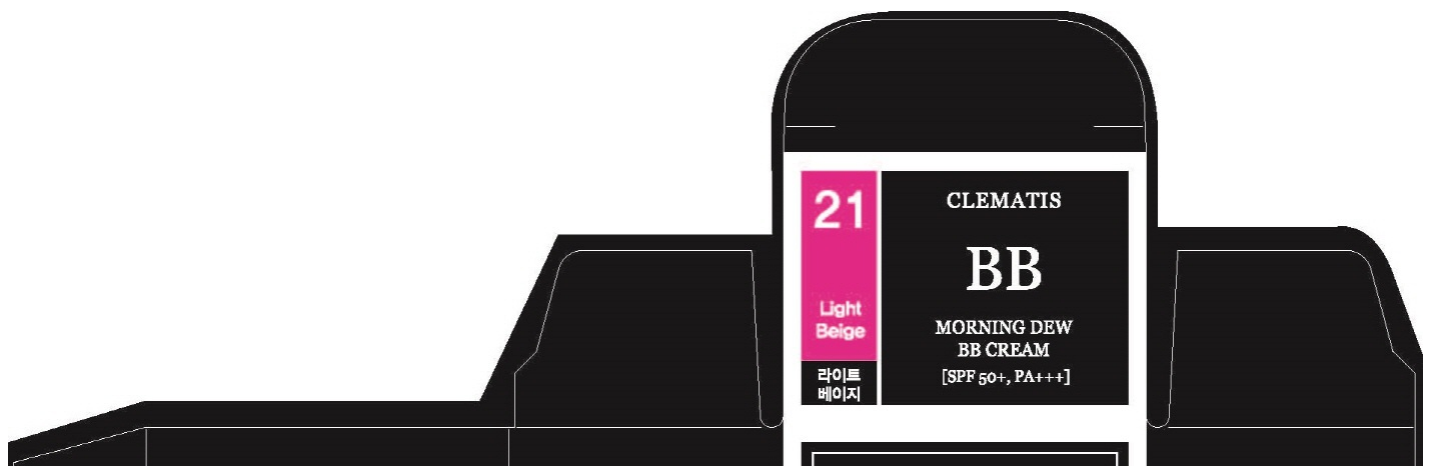 21
Light
Beige
라이트
베이지
CLEMATIS
BB
MORNING DEW
BB CREAM
[SPF 50+, PA+++]